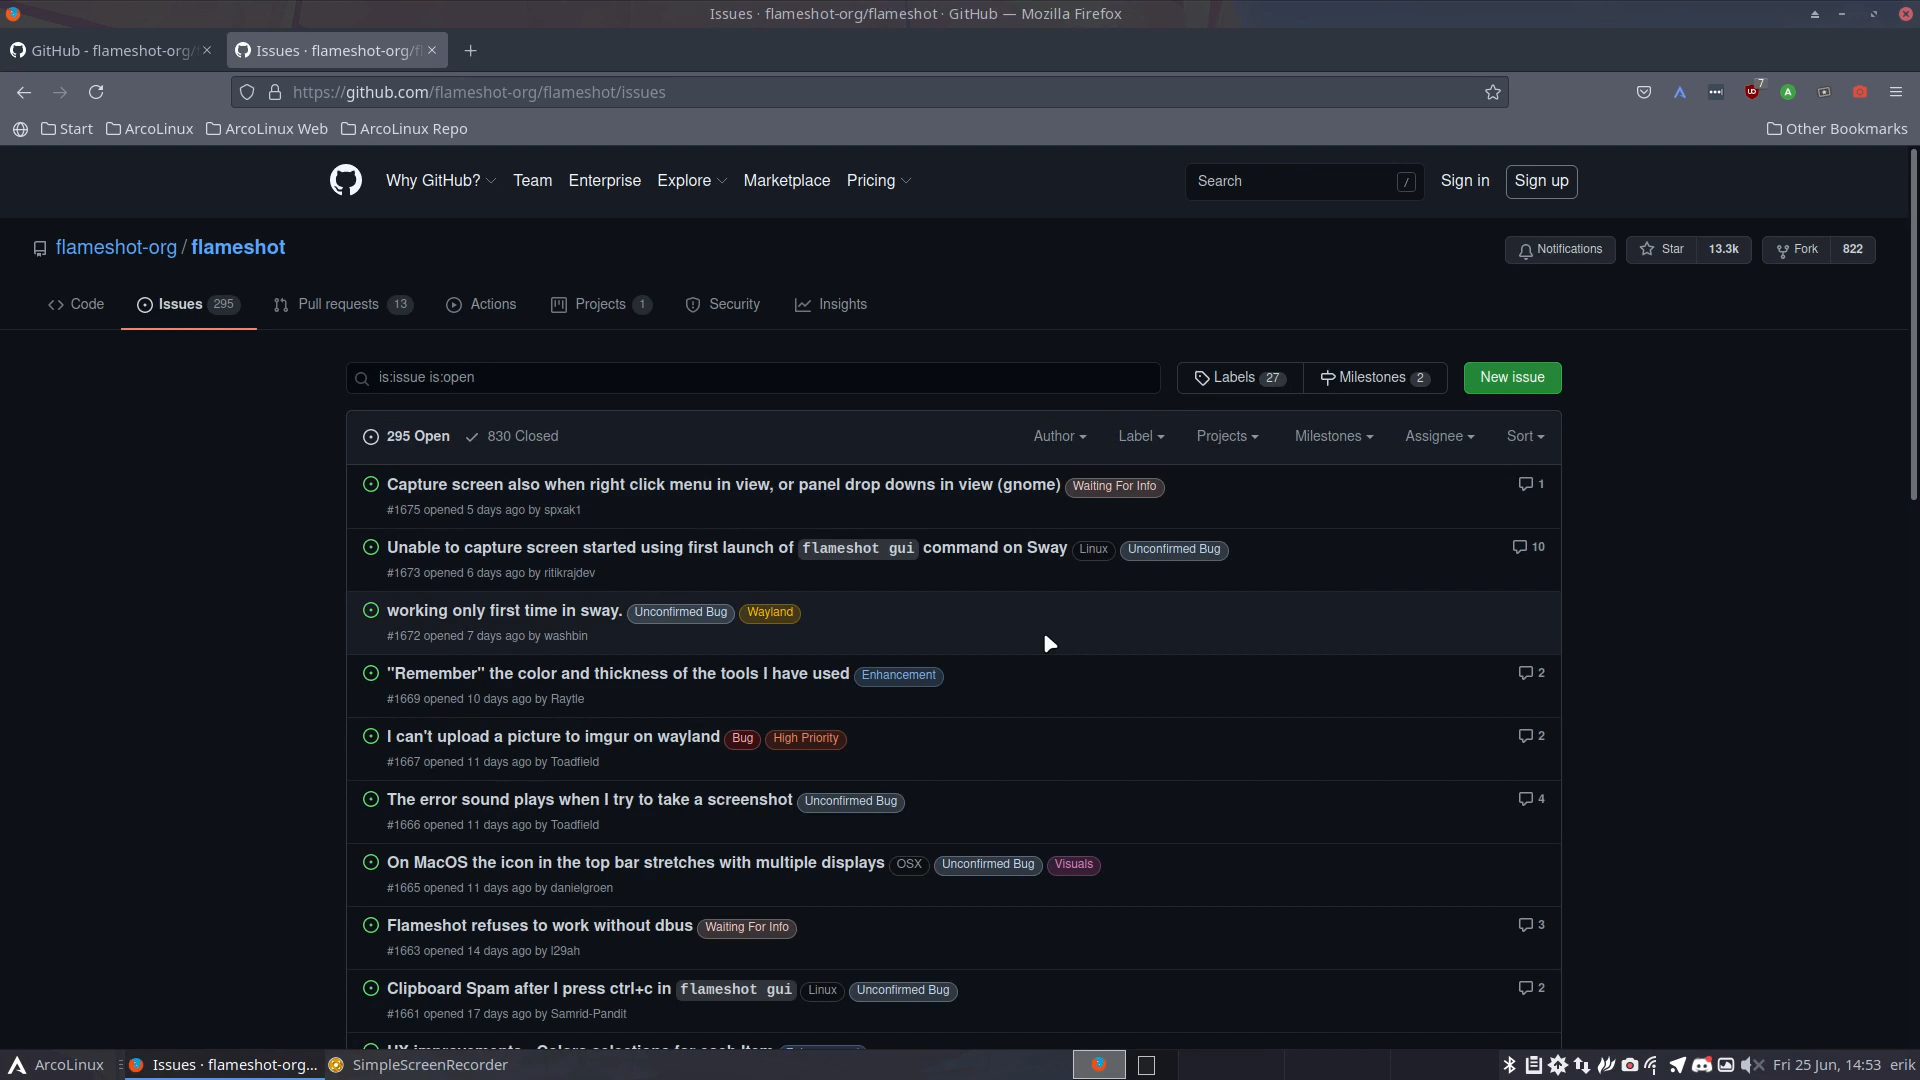 Issues · flameshot-org/flameshot · GitHub — Mozilla Firefox
GitHub - flameshot-org/
Issues · flameshot-org/fl
https://github.com/flameshot-org/flameshot/issues
7
Start
ArcoLinux
ArcoLinux Web
ArcoLinux Repo
Other Bookmarks
Why GitHub?
Team
Enterprise
Explore
Marketplace
Pricing
Search
/
Sign in
Sign up
flameshot-org / flameshot
Notifications
Star 13.3k
Fork 822
Code
Issues 295
Pull requests 13
Actions
Projects 1
Security
Insights
is:issue is:open
Labels 27
Milestones 2
New issue
295 Open
830 Closed
Author
Label
Projects
Milestones
Assignee
Sort
Capture screen also when right click menu in view, or panel drop downs in view (gnome) Waiting For Info 1
#1675 opened 5 days ago by spxak1
Unable to capture screen started using first launch of flameshot gui command on Sway Linux Unconfirmed Bug 10
#1673 opened 6 days ago by ritikrajdev
working only first time in sway. Unconfirmed Bug Wayland
#1672 opened 7 days ago by washbin
"Remember" the color and thickness of the tools I have used Enhancement 2
#1669 opened 10 days ago by Raytle
I can't upload a picture to imgur on wayland Bug High Priority 2
#1667 opened 11 days ago by Toadfield
The error sound plays when I try to take a screenshot Unconfirmed Bug 4
#1666 opened 11 days ago by Toadfield
On MacOS the icon in the top bar stretches with multiple displays OSX Unconfirmed Bug Visuals
#1665 opened 11 days ago by danielgroen
Flameshot refuses to work without dbus Waiting For Info 3
#1663 opened 14 days ago by l29ah
Clipboard Spam after I press ctrl+c in flameshot gui Linux Unconfirmed Bug 2
#1661 opened 17 days ago by Samrid-Pandit
UX improvements - Colors selections for each Item
ArcoLinux
Issues · flameshot-org...
SimpleScreenRecorder
Fri 25 Jun, 14:53
erik